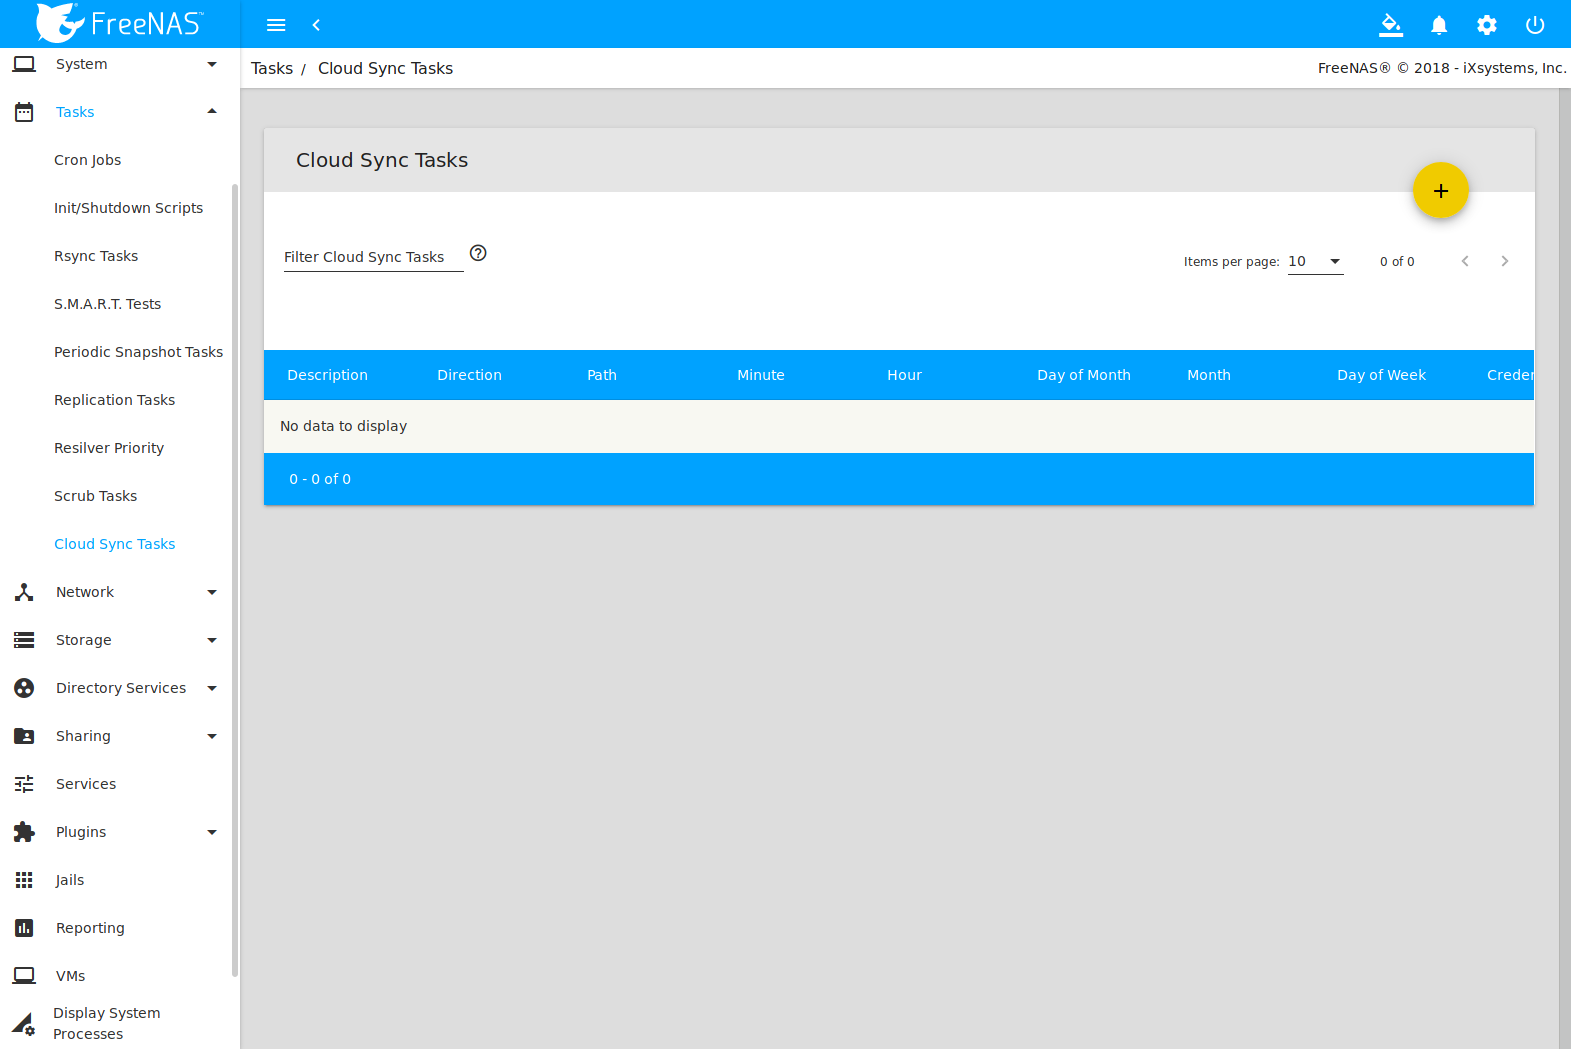 FreeNAS™
System
Tasks
Cron Jobs
Init/Shutdown Scripts
Rsync Tasks
S.M.A.R.T. Tests
Periodic Snapshot Tasks
Replication Tasks
Resilver Priority
Scrub Tasks
Cloud Sync Tasks
Network
Storage
Directory Services
Sharing
Services
Plugins
Jails
Reporting
VMs
Display System
Processes
Tasks / Cloud Sync Tasks
FreeNAS® © 2018 - iXsystems, Inc.
Cloud Sync Tasks
+
Filter Cloud Sync Tasks ?
Items per page: 10 0 of 0
Description Direction Path Minute Hour Day of Month Month Day of Week Creder
No data to display
0 - 0 of 0